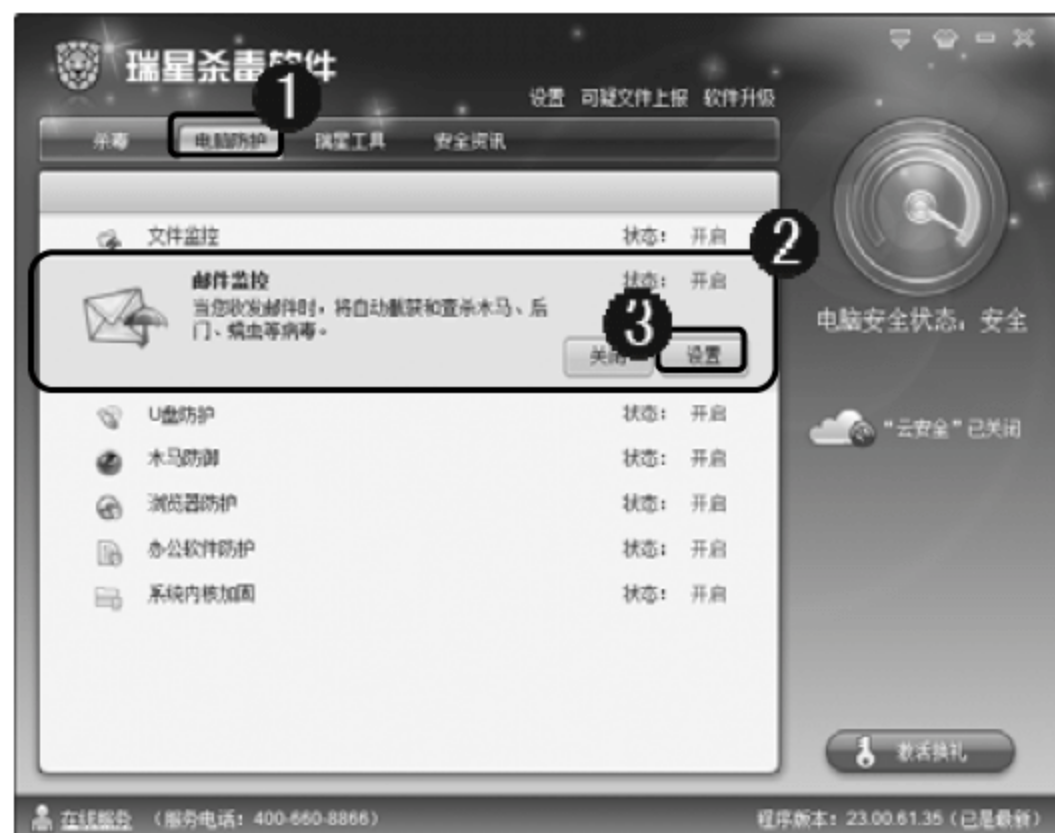 瑞星杀毒软件
1
设置 可疑文件上报 软件升级
杀毒 电脑防护 瑞星工具 安全资讯
文件监控 状态： 开启
2
邮件监控 状态： 开启
当您收发邮件时，将自动截获和查杀木马、后
门、蠕虫等病毒。
3
关闭 设置
电脑安全状态：安全
U盘防护 状态： 开启
“云安全”已关闭
木马防御 状态： 开启
浏览器防护 状态： 开启
办公软件防护 状态： 开启
系统内核加固 状态： 开启
激活换礼
在线服务 （服务电话：400-660-8866） 程序版本：23.00.61.35（已是最新）